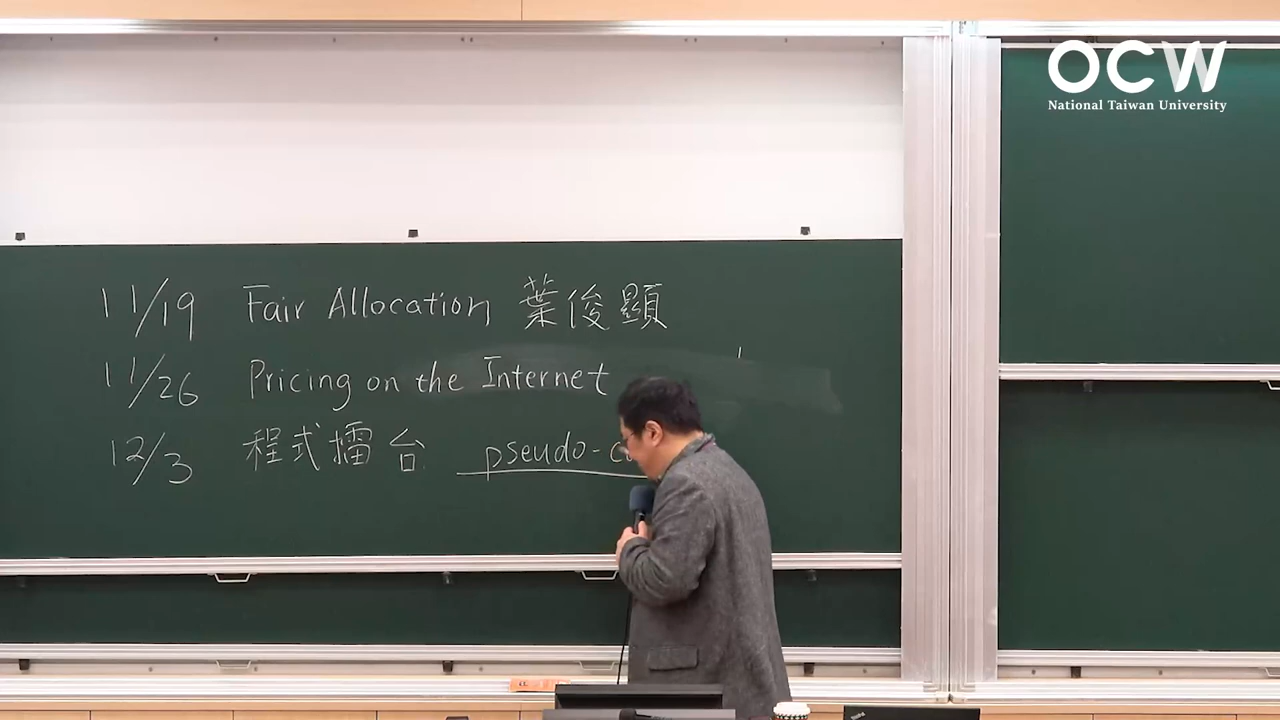 OCW
National Taiwan University
11/19 Fair Allocation 葉俊顯
11/26 Pricing on the Internet
12/3 程式擂台 pseudo-co